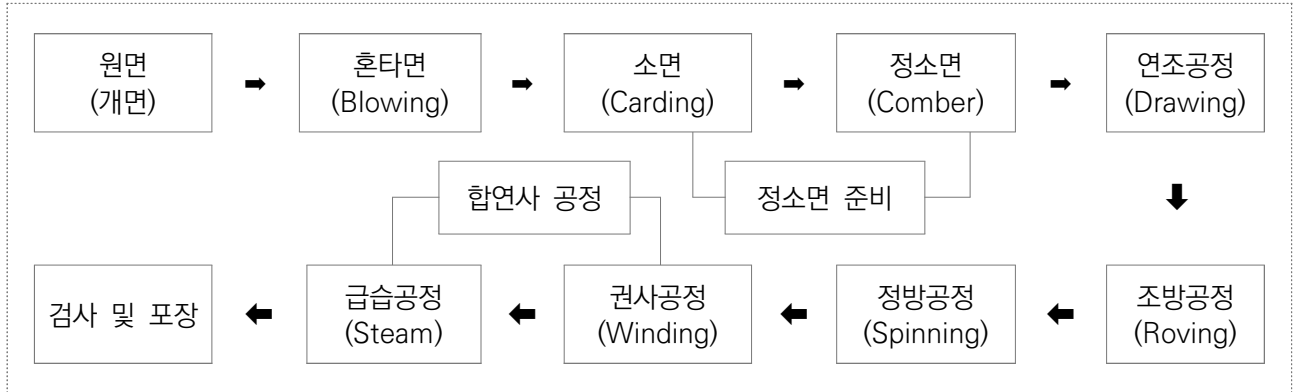 원면
(개면)
혼타면
(Blowing)
소면
(Carding)
정소면
(Comber)
연조공정
(Drawing)
합연사 공정
정소면 준비
검사 및 포장
급습공정
(Steam)
권사공정
(Winding)
정방공정
(Spinning)
조방공정
(Roving)